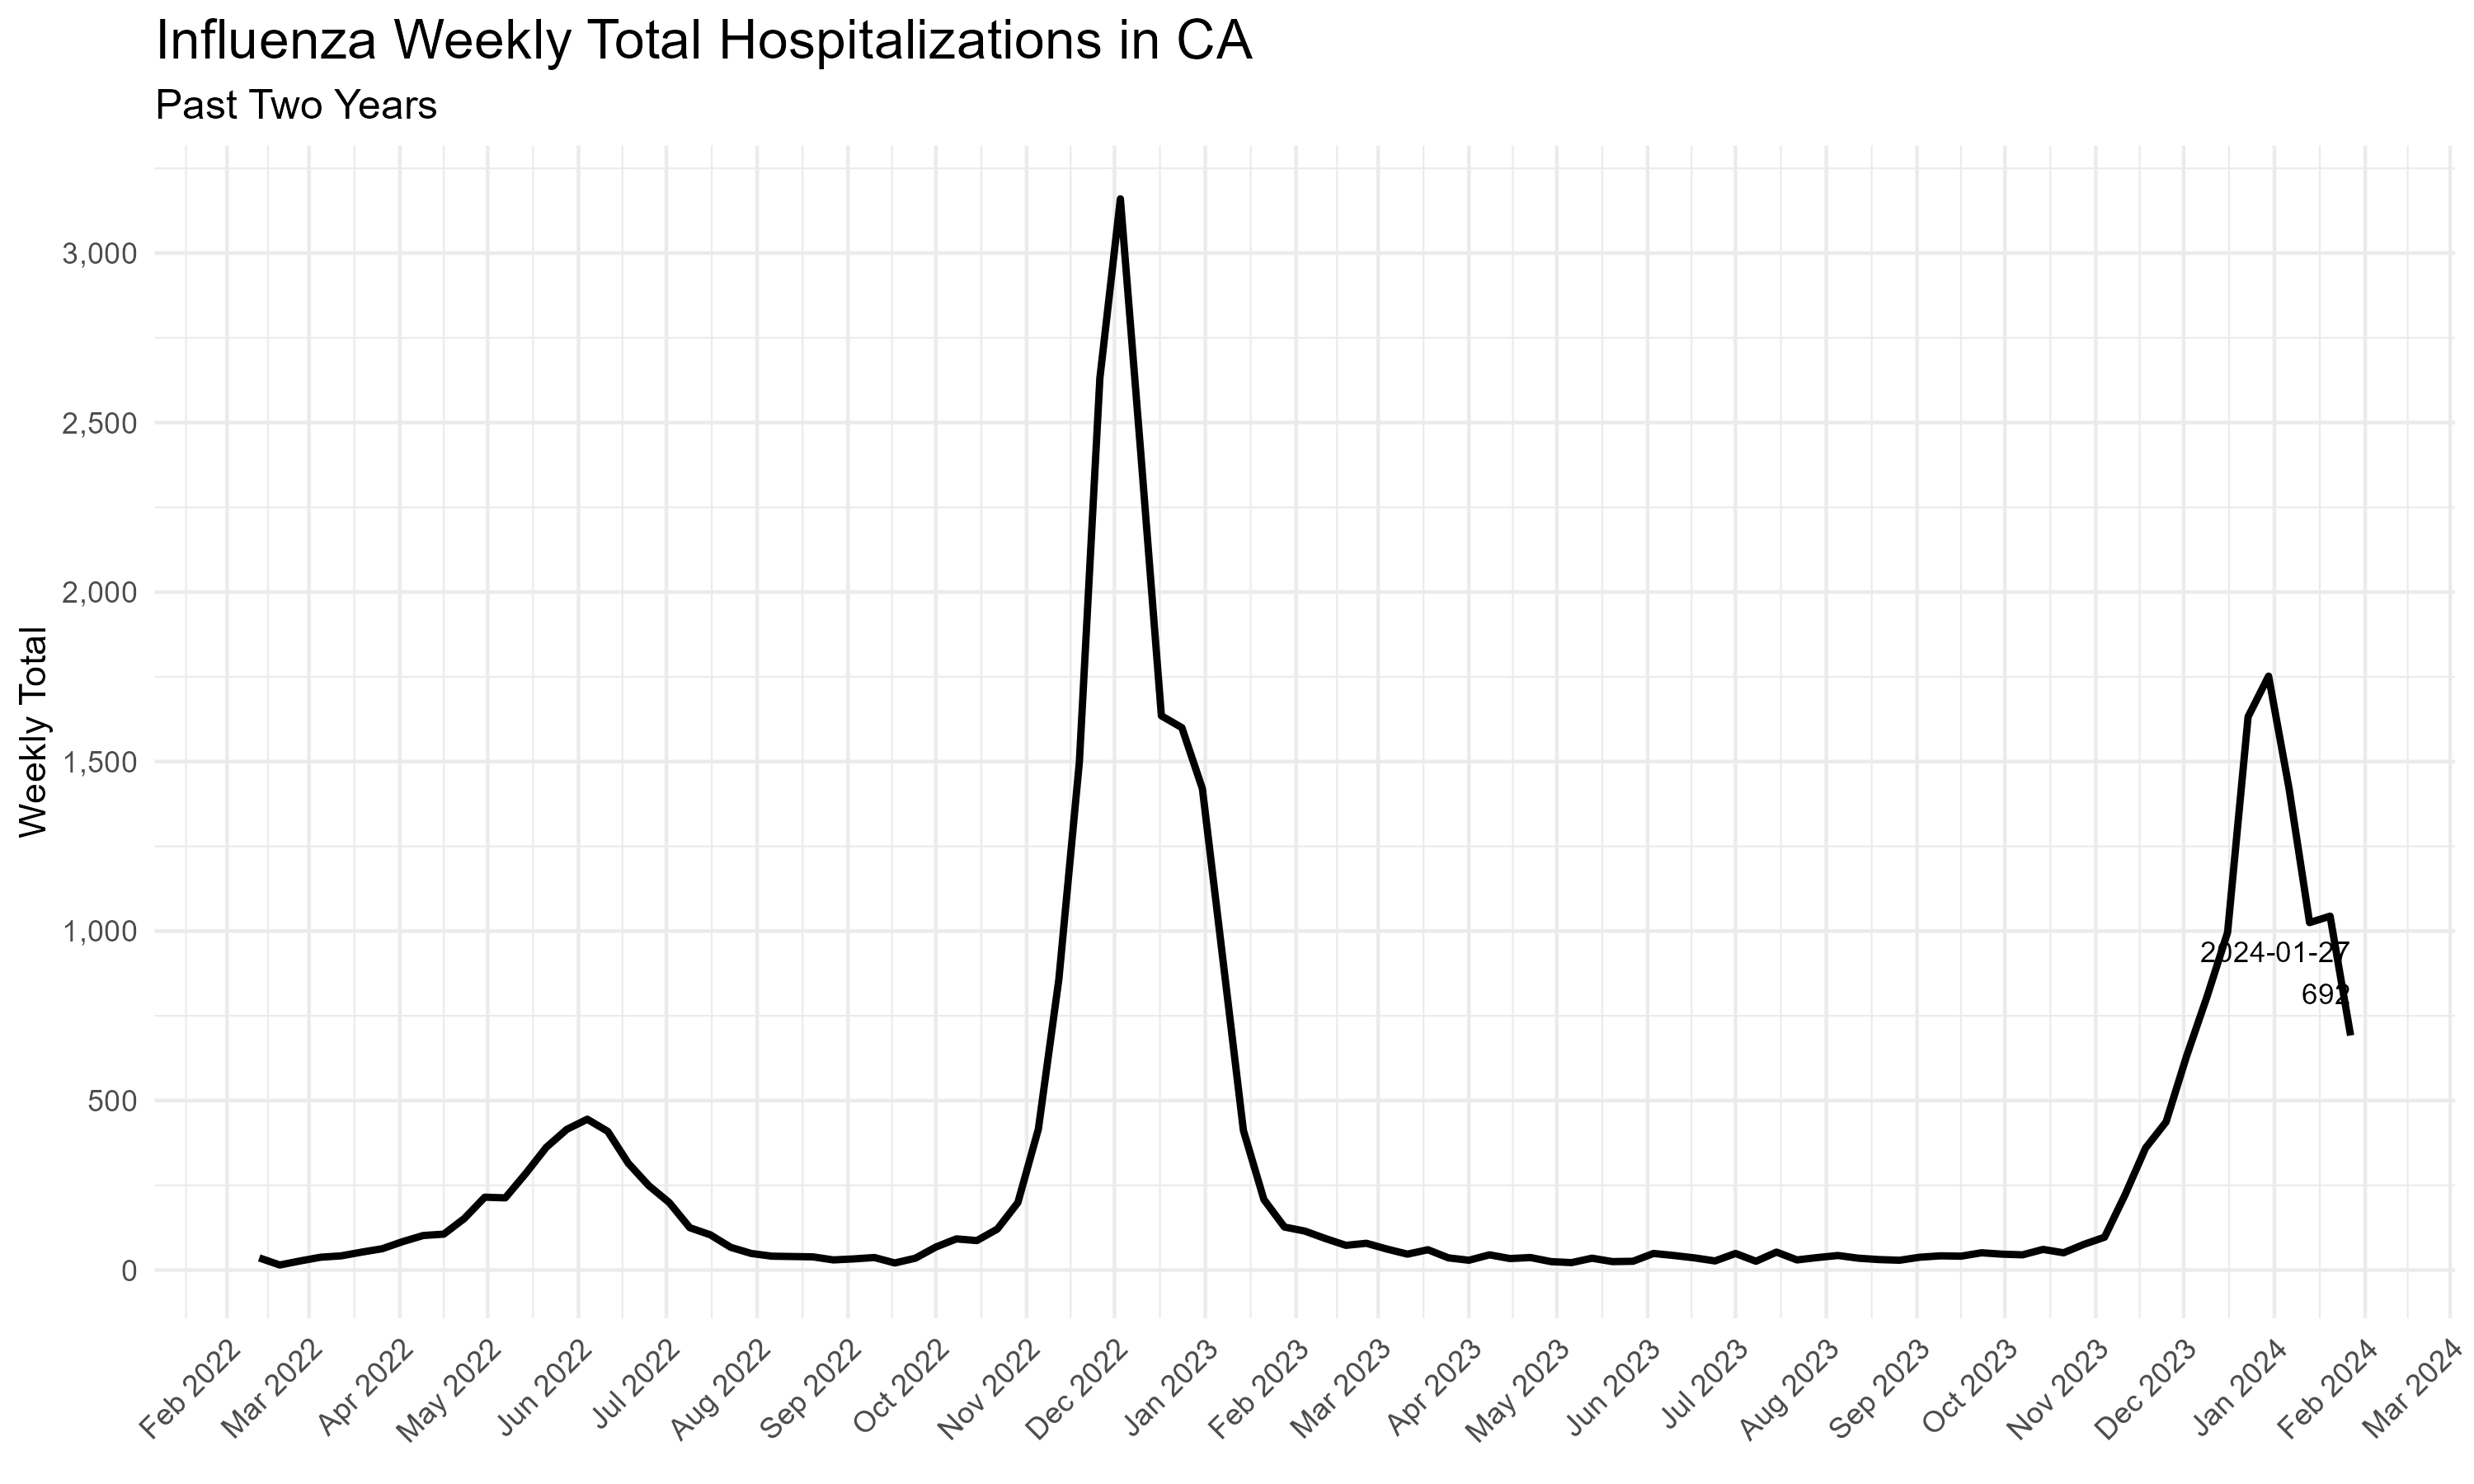 Influenza Weekly Total Hospitalizations in CA
Past Two Years
Weekly Total
3,000
2,500
2,000
1,500
1,000
500
0
2024-01-27
692
Feb 2022
Mar 2022
Apr 2022
May 2022
Jun 2022
Jul 2022
Aug 2022
Sep 2022
Oct 2022
Nov 2022
Dec 2022
Jan 2023
Feb 2023
Mar 2023
Apr 2023
May 2023
Jun 2023
Jul 2023
Aug 2023
Sep 2023
Oct 2023
Nov 2023
Dec 2023
Jan 2024
Feb 2024
Mar 2024